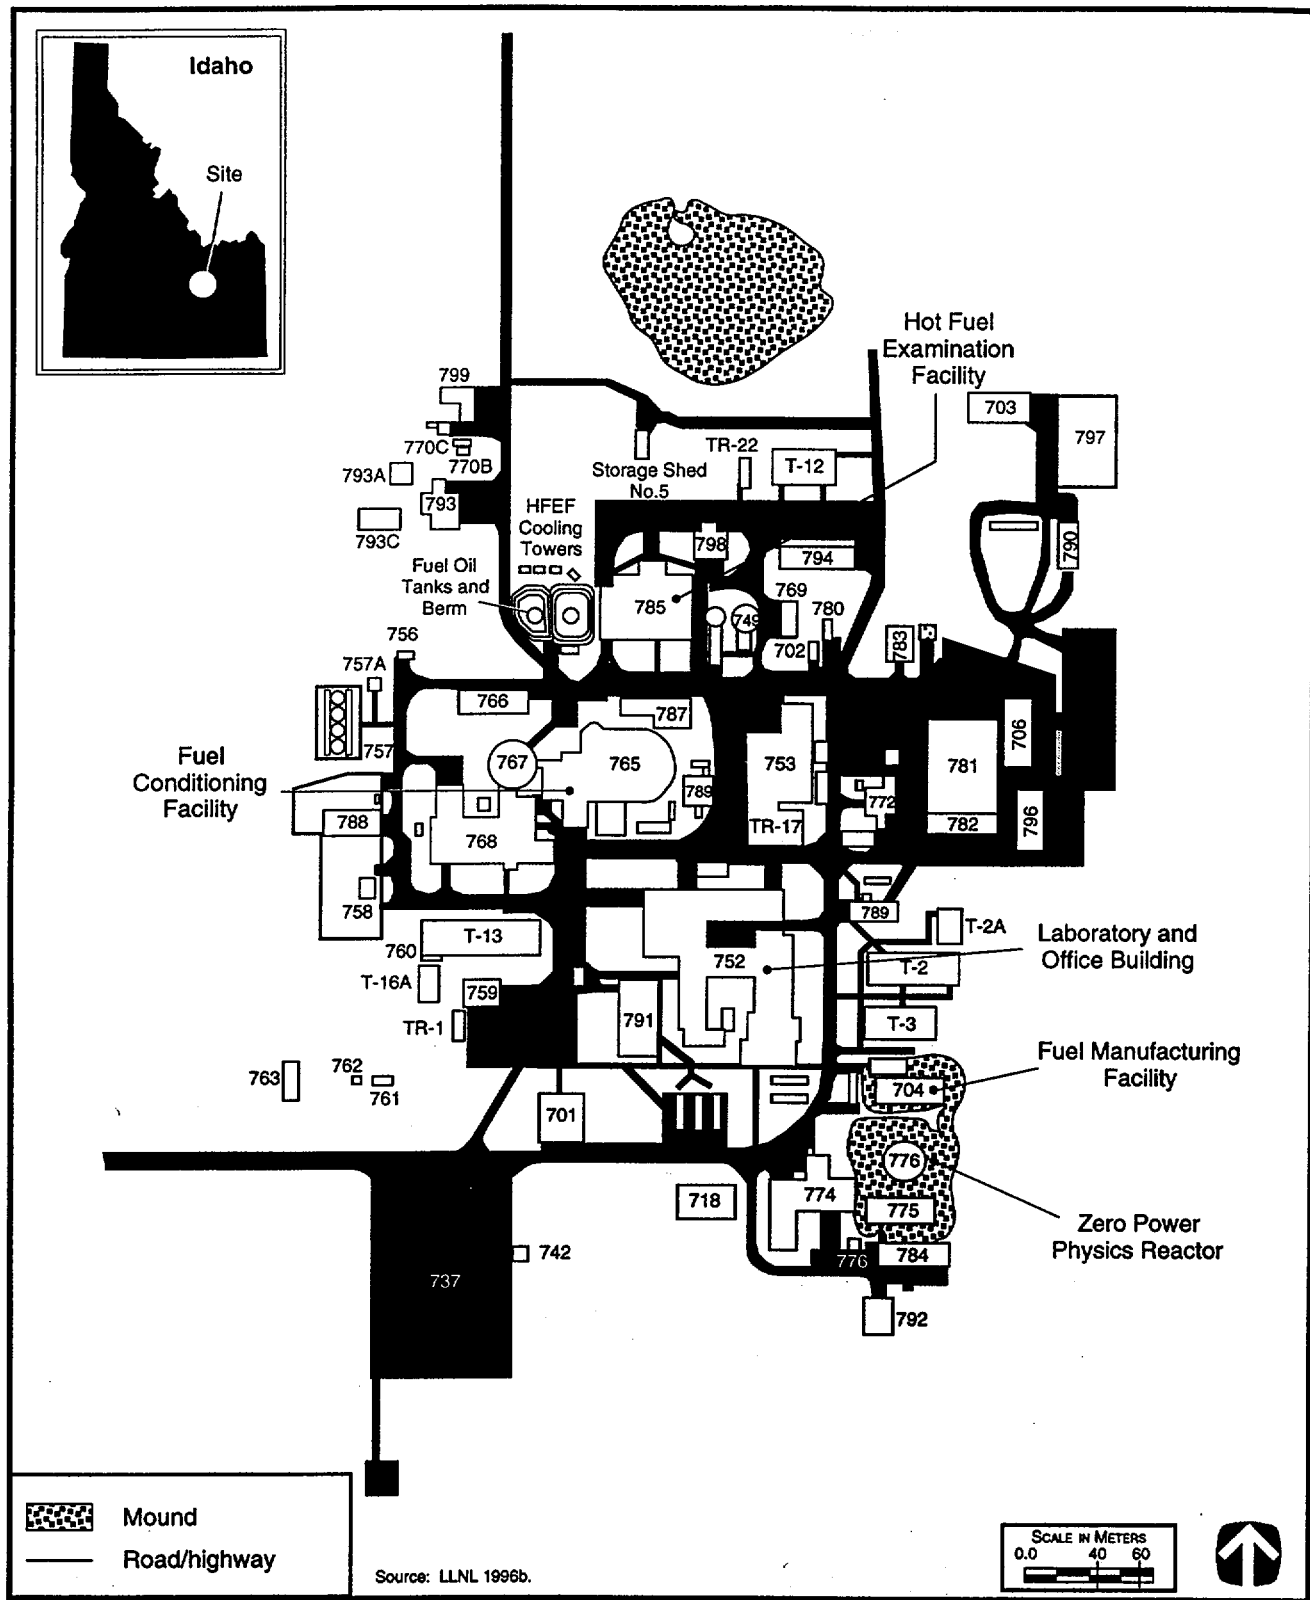 Idaho
Site
Hot Fuel
Examination
Facility
799
703
797
770C
TR-22
770B
T-12
793A
Storage Shed
No.5
793
HFEF
Cooling
Towers
793C
798
790
794
Fuel Oil
Tanks and
Berm
769
785
780
749
756
783
702
757A
766
787
706
757
Fuel
Conditioning
Facility
767
765
753
781
789
772
788
TR-17
782
796
768
758
789
T-2A
760
T-13
Laboratory and
Office Building
752
T-2
T-16A
759
791
T-3
TR-1
Fuel Manufacturing
Facility
762
763
761
704
701
776
774
718
775
Zero Power
Physics Reactor
742
776
784
737
792
Mound
Road/highway
Source: LLNL 1996b.
SCALE IN METERS
0.0 40 60